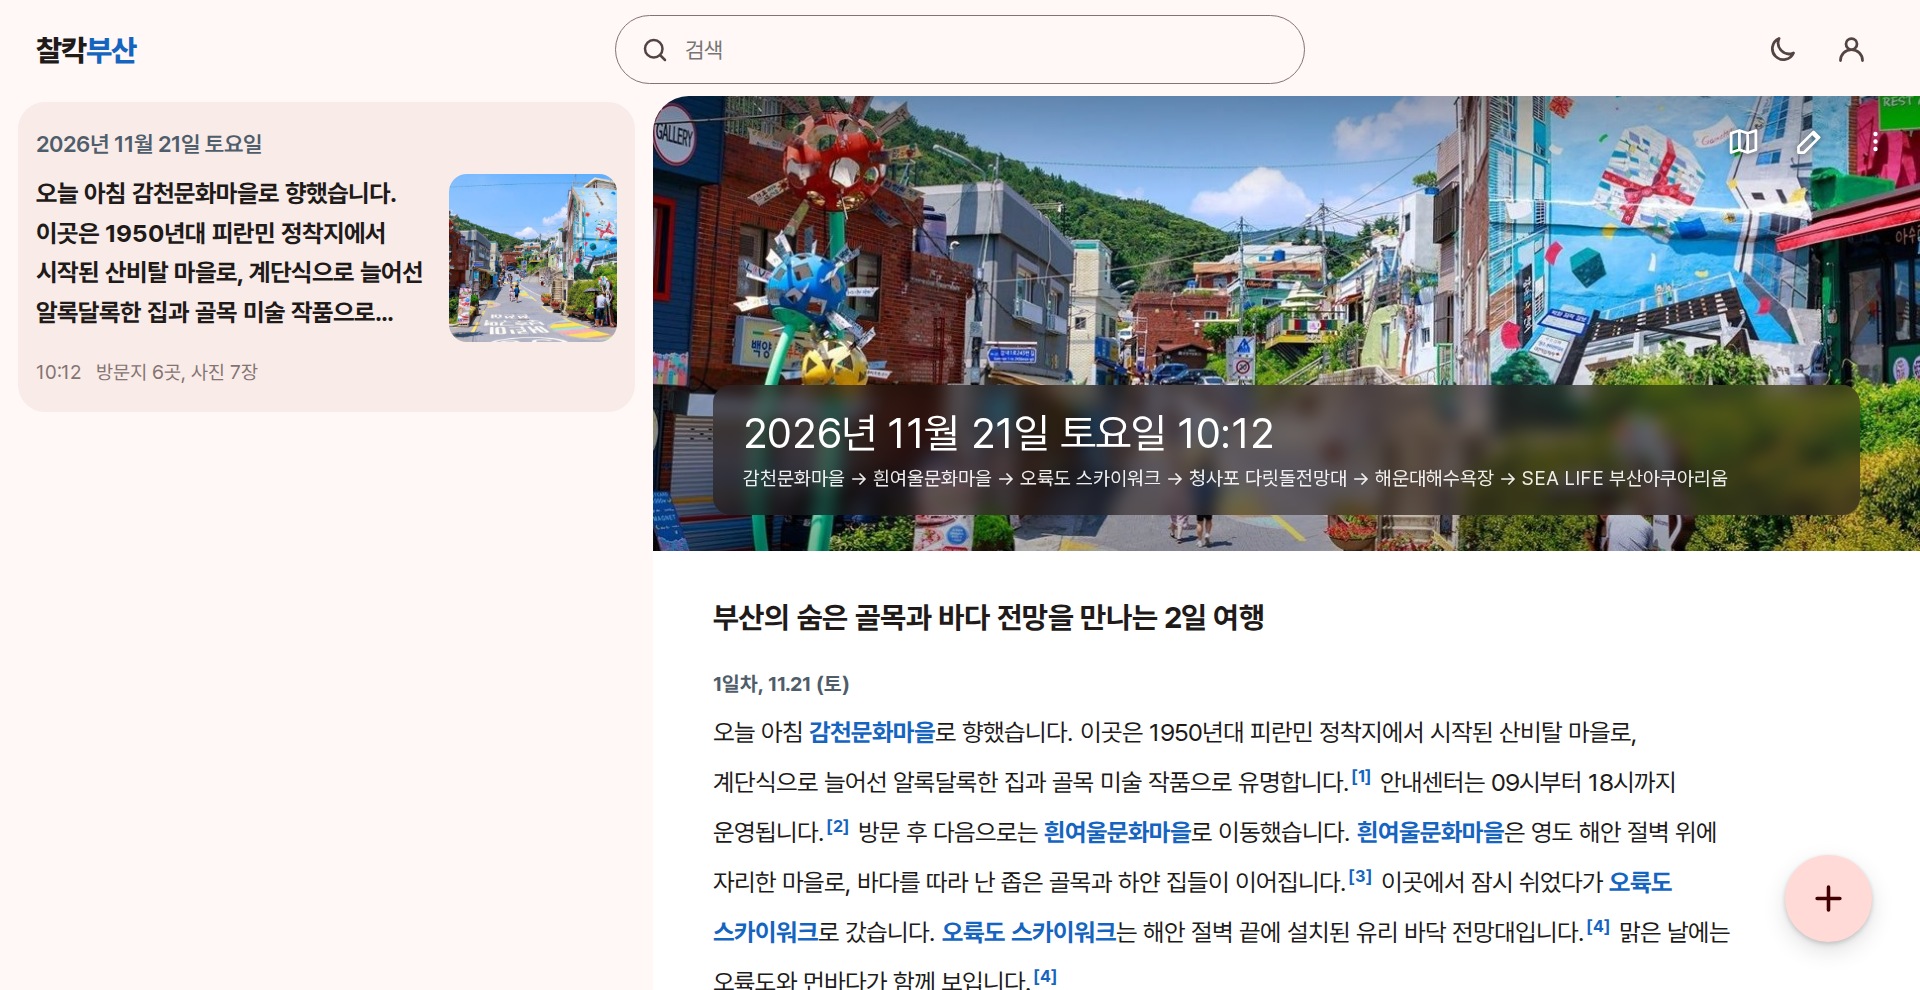 찰칵부산
검색
2026년 11월 21일 토요일
오늘 아침 감천문화마을로 향했습니다.
이곳은 1950년대 피란민 정착지에서
시작된 산비탈 마을로, 계단식으로 늘어선
알록달록한 집과 골목 미술 작품으로...
10:12 방문지 6곳, 사진 7장
GALLERY
REST
백양
MAGNET
2026년 11월 21일 토요일 10:12
감천문화마을 → 흰여울문화마을 → 오륙도 스카이워크 → 청사포 다릿돌전망대 → 해운대해수욕장 → SEA LIFE 부산아쿠아리움
부산의 숨은 골목과 바다 전망을 만나는 2일 여행
1일차, 11.21 (토)
오늘 아침 감천문화마을로 향했습니다. 이곳은 1950년대 피란민 정착지에서 시작된 산비탈 마을로,
계단식으로 늘어선 알록달록한 집과 골목 미술 작품으로 유명합니다.[1] 안내센터는 09시부터 18시까지
운영됩니다.[2] 방문 후 다음으로는 흰여울문화마을로 이동했습니다. 흰여울문화마을은 영도 해안 절벽 위에
자리한 마을로, 바다를 따라 난 좁은 골목과 하얀 집들이 이어집니다.[3] 이곳에서 잠시 쉬었다가 오륙도
스카이워크로 갔습니다. 오륙도 스카이워크는 해안 절벽 끝에 설치된 유리 바닥 전망대입니다.[4] 맑은 날에는
오륙도와 먼바다가 함께 보입니다.[4]